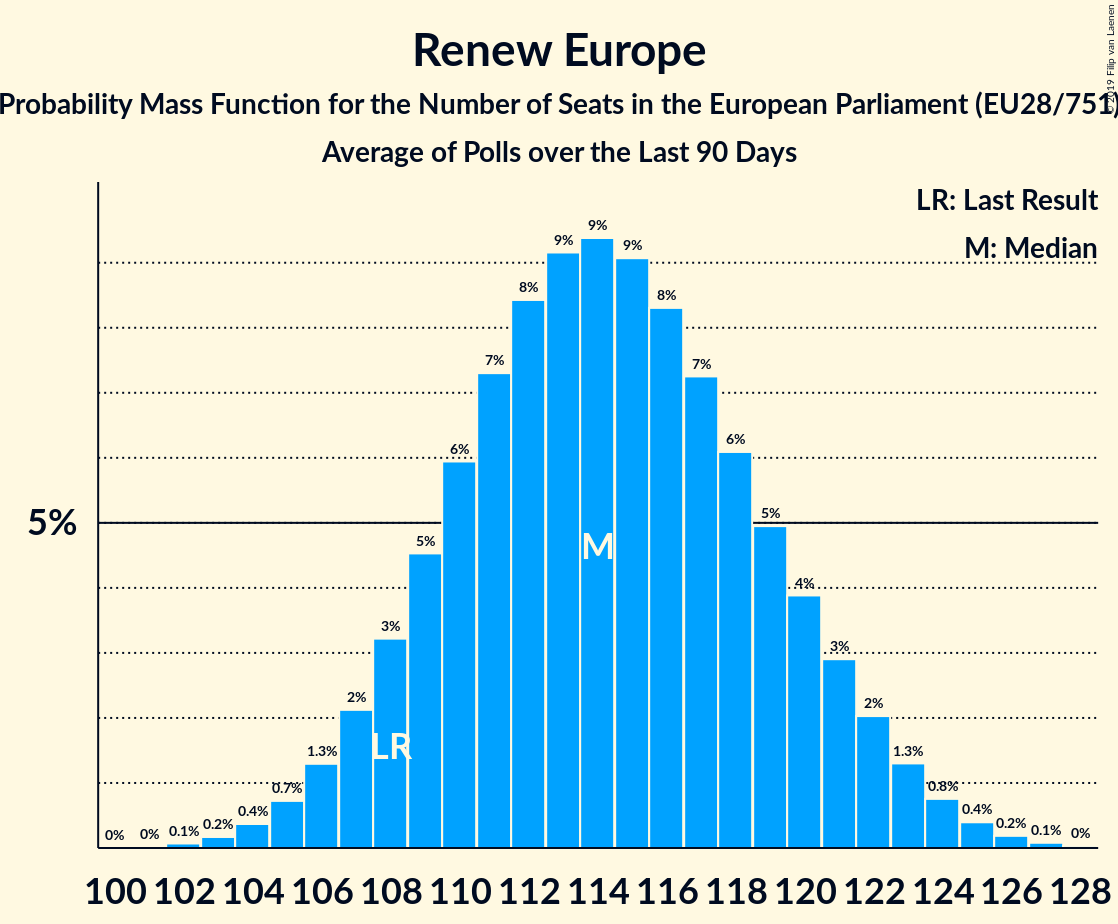 Renew Europe
Probability Mass Function for the Number of Seats in the European Parliament (EU28/751)
Average of Polls over the Last 90 Days
© 2019 Filip van Laenen
LR: Last Result
M: Median
5%
0% 0% 0.1% 0.2% 0.4% 0.7% 1.3% 2% 3% 5% 6% 7% 8% 9% 9% 9% 8% 7% 6% 5% 4% 3% 2% 1.3% 0.8% 0.4% 0.2% 0.1% 0%
M
LR
100 102 104 106 108 110 112 114 116 118 120 122 124 126 128